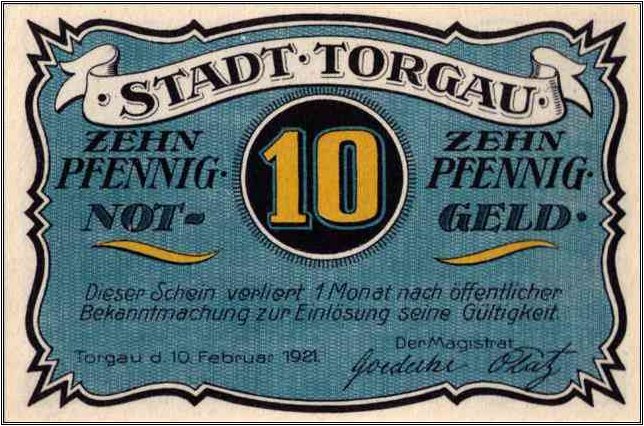 STADT · TORGAU ·
ZEHN PFENNIG · NOT~
10
ZEHN PFENNIG · GELD ·
Dieser Schein verliert 1 Monat nach öffentlicher
Bekanntmachung zur Einlösung seine Gültigkeit.
Torgau d. 10. Februar 1921.
Der Magistrat